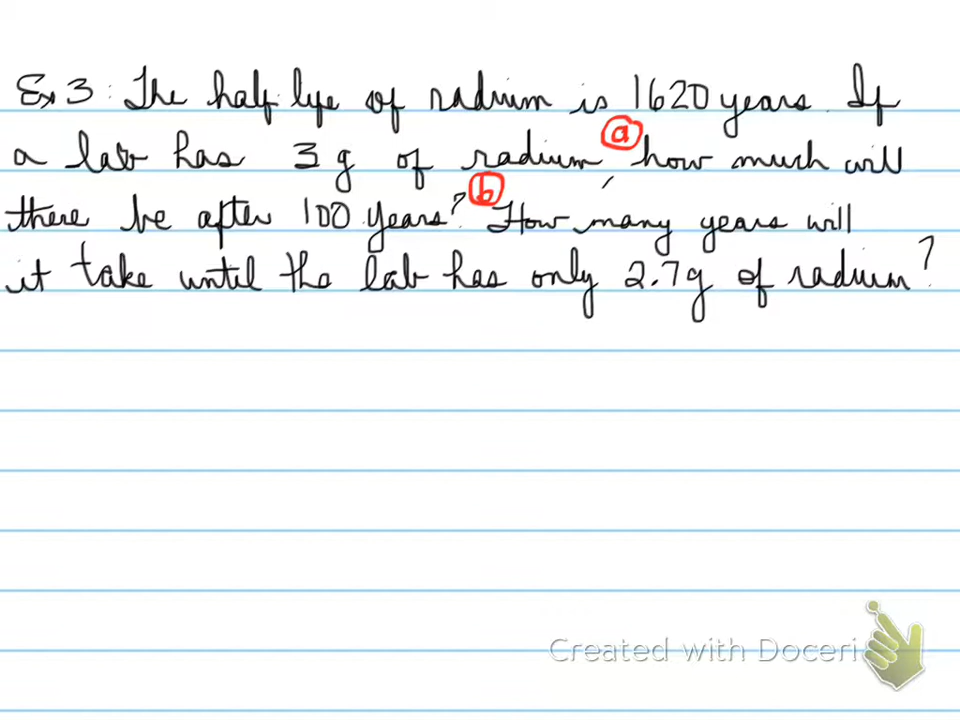 Ex 3: The half-life of radium is 1620 years. If
a lab has 3 g of radium, ⓐ how much will
there be after 100 years? ⓑ How many years will
it take until the lab has only 2.7g of radium?
Created with Doceri